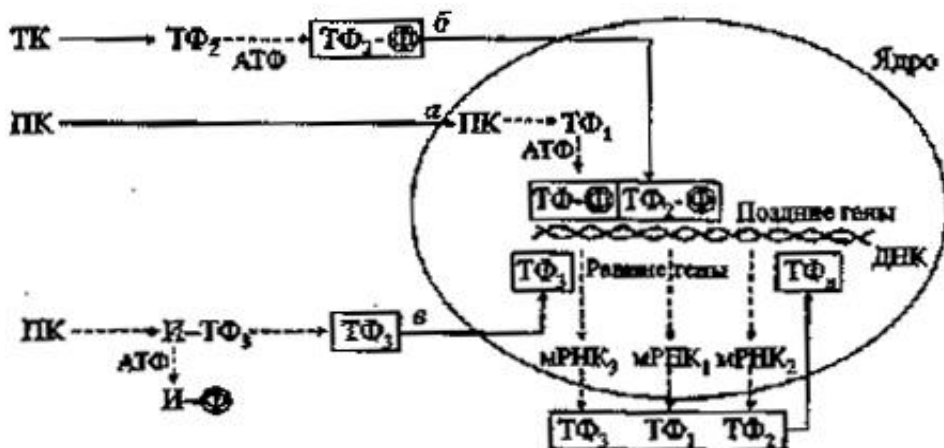 ТК ТФ₂ АТФ ТФ₂-Ф б
Ядро
ПК а ПК ТФ₁
АТФ
ТФ-Ф ТФ₂-Ф
Поздние гены
ДНК
ТФ₃ Ранние гены ТФₙ
ПК И-ТФ₃ ТФ₃ в
АТФ
И-Ф
мРНК₃ мРНК₁ мРНК₂
ТФ₃ ТФ₁ ТФ₂